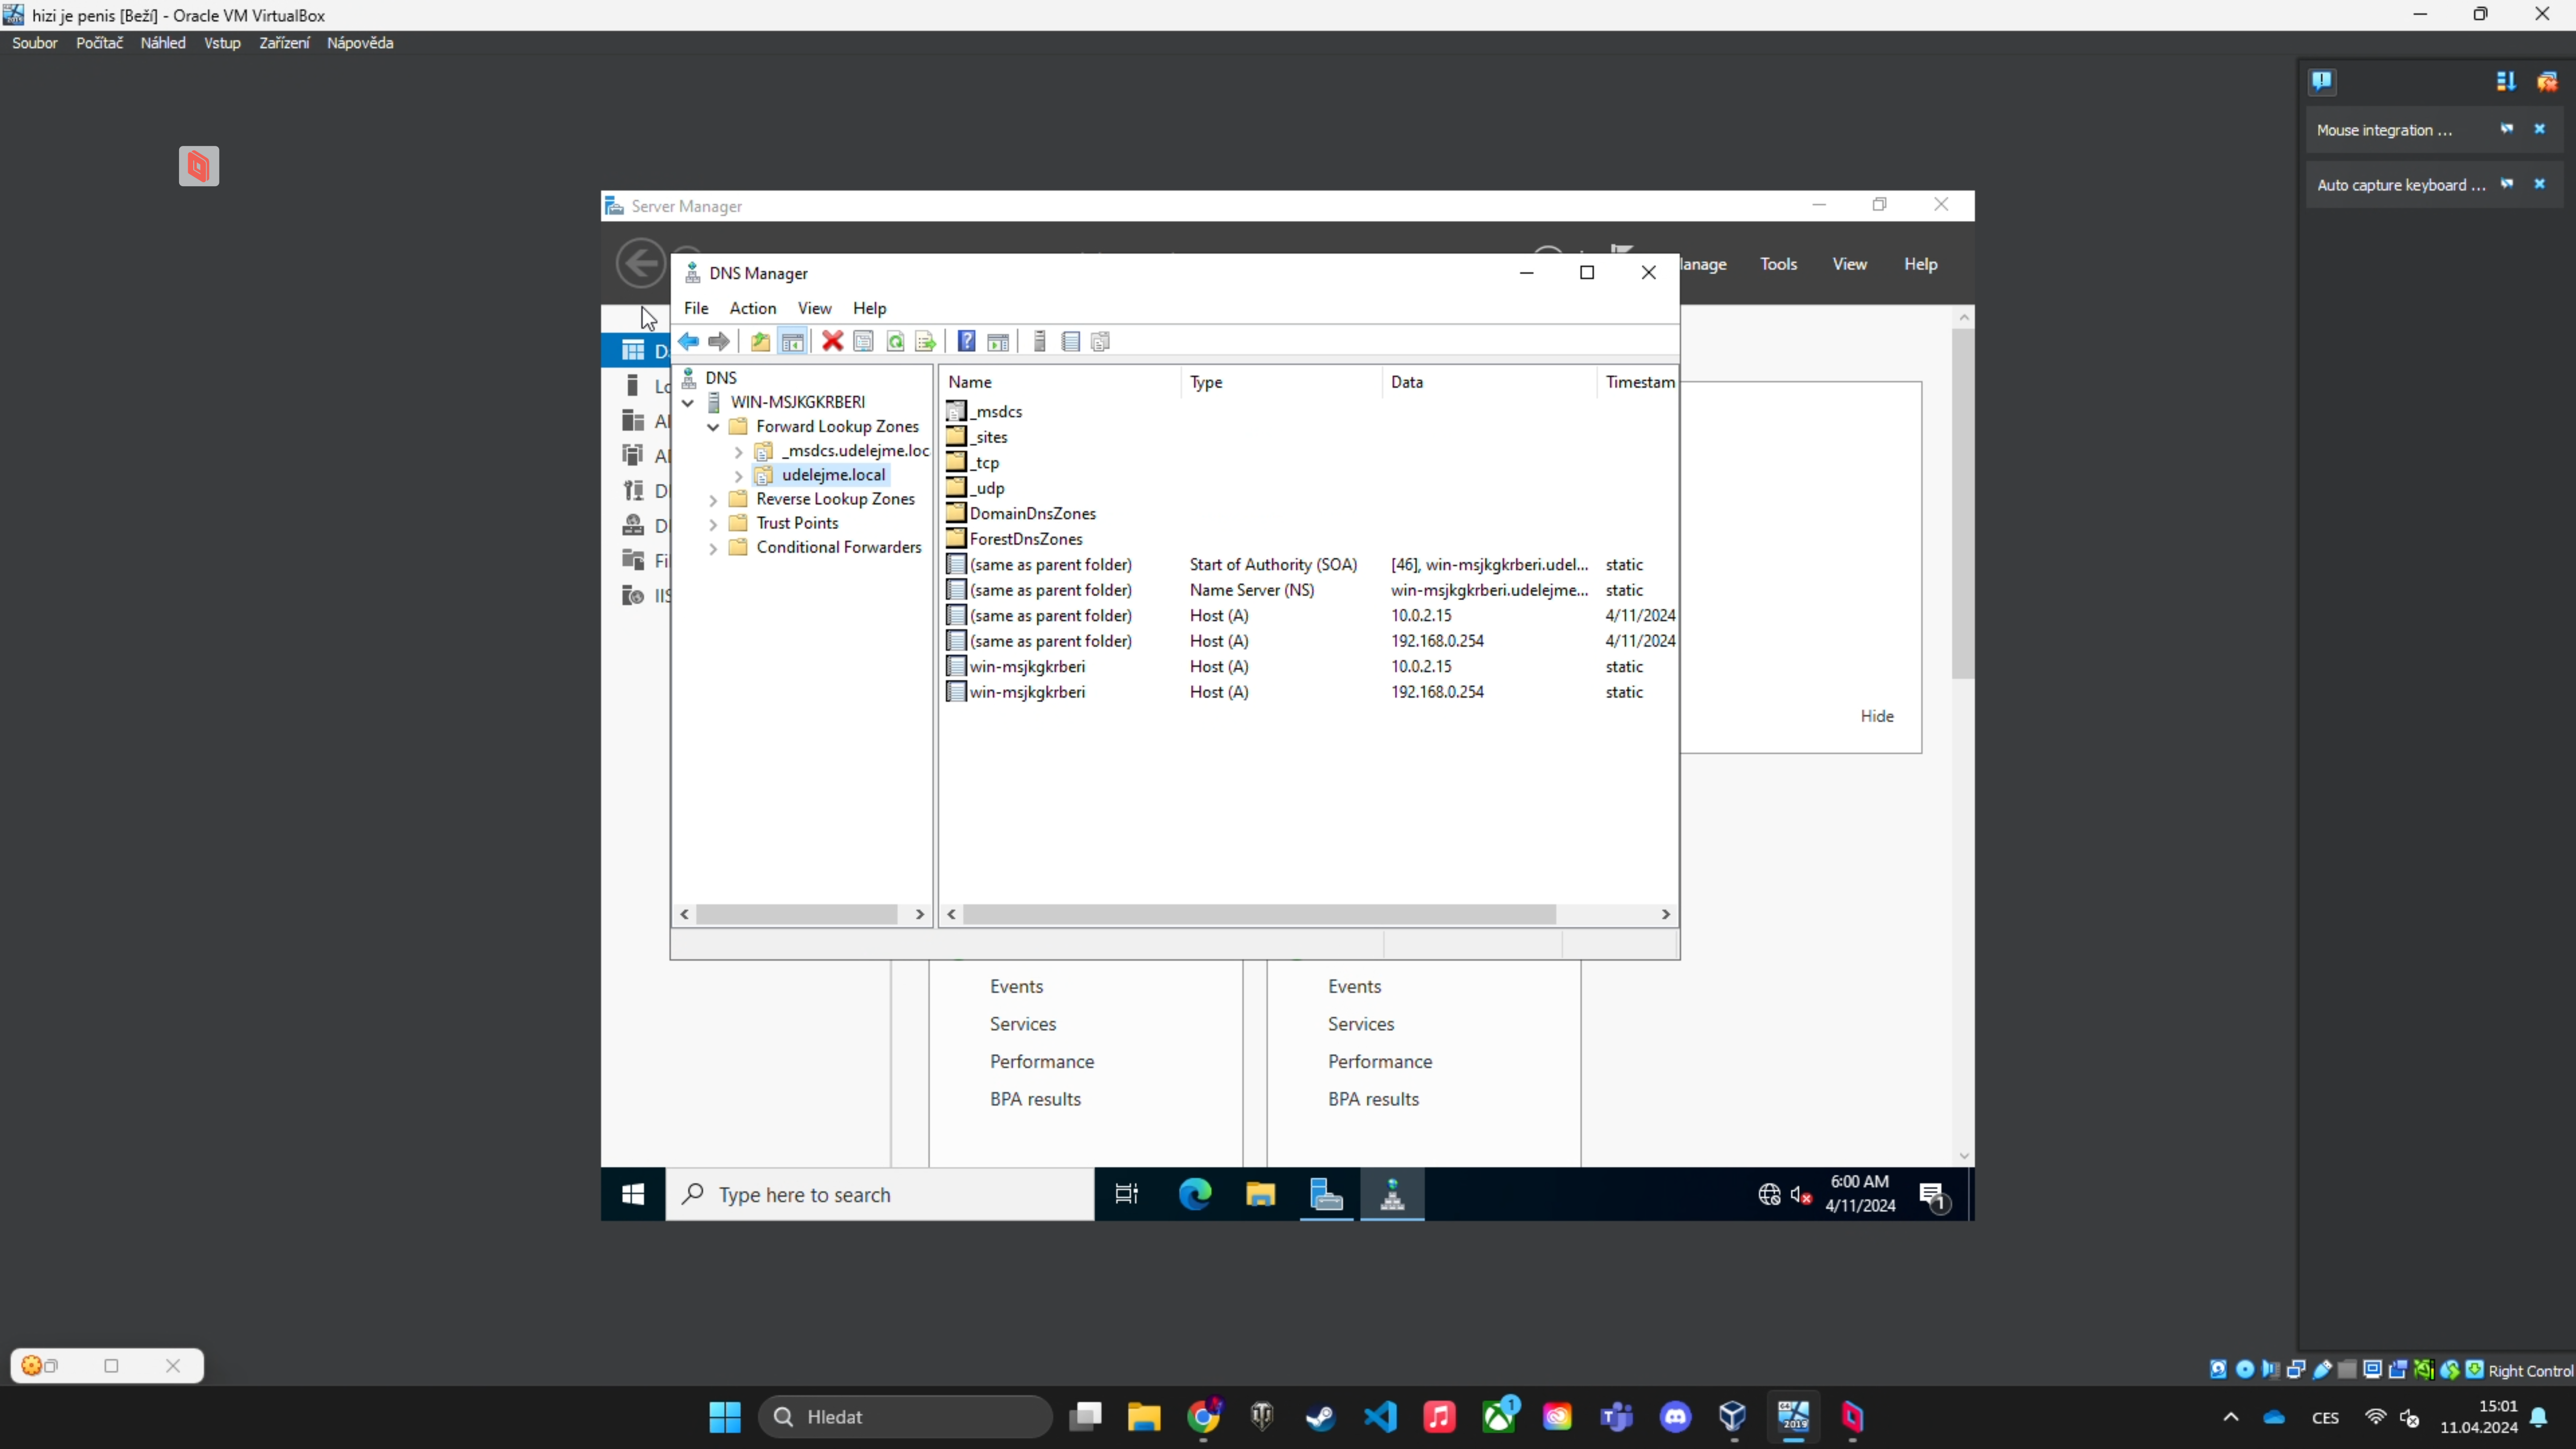 hizi je penis [Beží] - Oracle VM VirtualBox
Soubor Počítač Náhled Vstup Zařízení Nápověda
Mouse integration ...
Auto capture keyboard ...
Server Manager
Manage Tools View Help
DNS Manager
File Action View Help
DNS
WIN-MSJKGKRBERI
Forward Lookup Zones
_msdcs.udelejme.loc
udelejme.local
Reverse Lookup Zones
Trust Points
Conditional Forwarders
Name Type Data Timestam
_msdcs
_sites
_tcp
_udp
DomainDnsZones
ForestDnsZones
(same as parent folder) Start of Authority (SOA) [46], win-msjkgkrberi.udel... static
(same as parent folder) Name Server (NS) win-msjkgkrberi.udelejme... static
(same as parent folder) Host (A) 10.0.2.15 4/11/2024
(same as parent folder) Host (A) 192.168.0.254 4/11/2024
win-msjkgkrberi Host (A) 10.0.2.15 static
win-msjkgkrberi Host (A) 192.168.0.254 static
Hide
Events Events
Services Services
Performance Performance
BPA results BPA results
Type here to search
6:00 AM
4/11/2024
1
Right Control
Hledat
1
2019
CES
15:01
11.04.2024